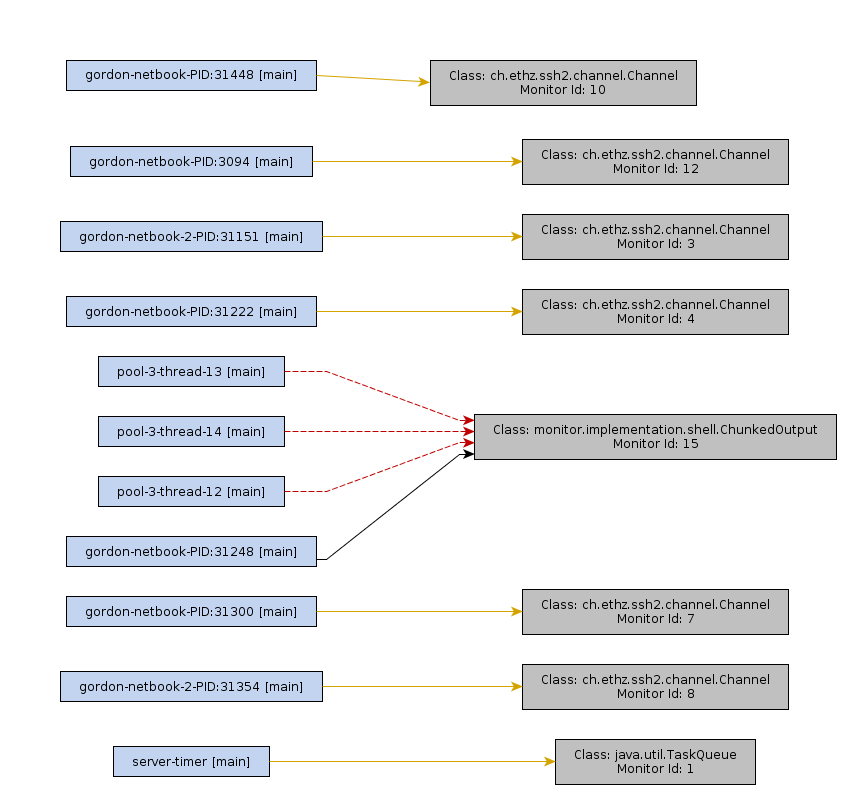 gordon-netbook-PID:31448 [main]
Class: ch.ethz.ssh2.channel.Channel
Monitor Id: 10
gordon-netbook-PID:3094 [main]
Class: ch.ethz.ssh2.channel.Channel
Monitor Id: 12
gordon-netbook-2-PID:31151 [main]
Class: ch.ethz.ssh2.channel.Channel
Monitor Id: 3
gordon-netbook-PID:31222 [main]
Class: ch.ethz.ssh2.channel.Channel
Monitor Id: 4
pool-3-thread-13 [main]
pool-3-thread-14 [main]
Class: monitor.implementation.shell.ChunkedOutput
Monitor Id: 15
pool-3-thread-12 [main]
gordon-netbook-PID:31248 [main]
gordon-netbook-PID:31300 [main]
Class: ch.ethz.ssh2.channel.Channel
Monitor Id: 7
gordon-netbook-2-PID:31354 [main]
Class: ch.ethz.ssh2.channel.Channel
Monitor Id: 8
server-timer [main]
Class: java.util.TaskQueue
Monitor Id: 1